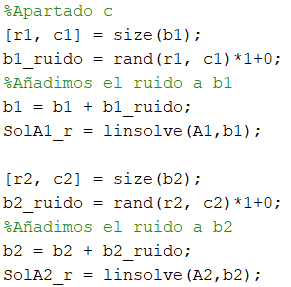 %Apartado c
[r1, c1] = size(b1);
b1_ruido = rand(r1, c1)*1+0;
%Añadimos el ruido a b1
b1 = b1 + b1_ruido;
SolA1_r = linsolve(A1,b1);
[r2, c2] = size(b2);
b2_ruido = rand(r2, c2)*1+0;
%Añadimos el ruido a b2
b2 = b2 + b2_ruido;
SolA2_r = linsolve(A2,b2);